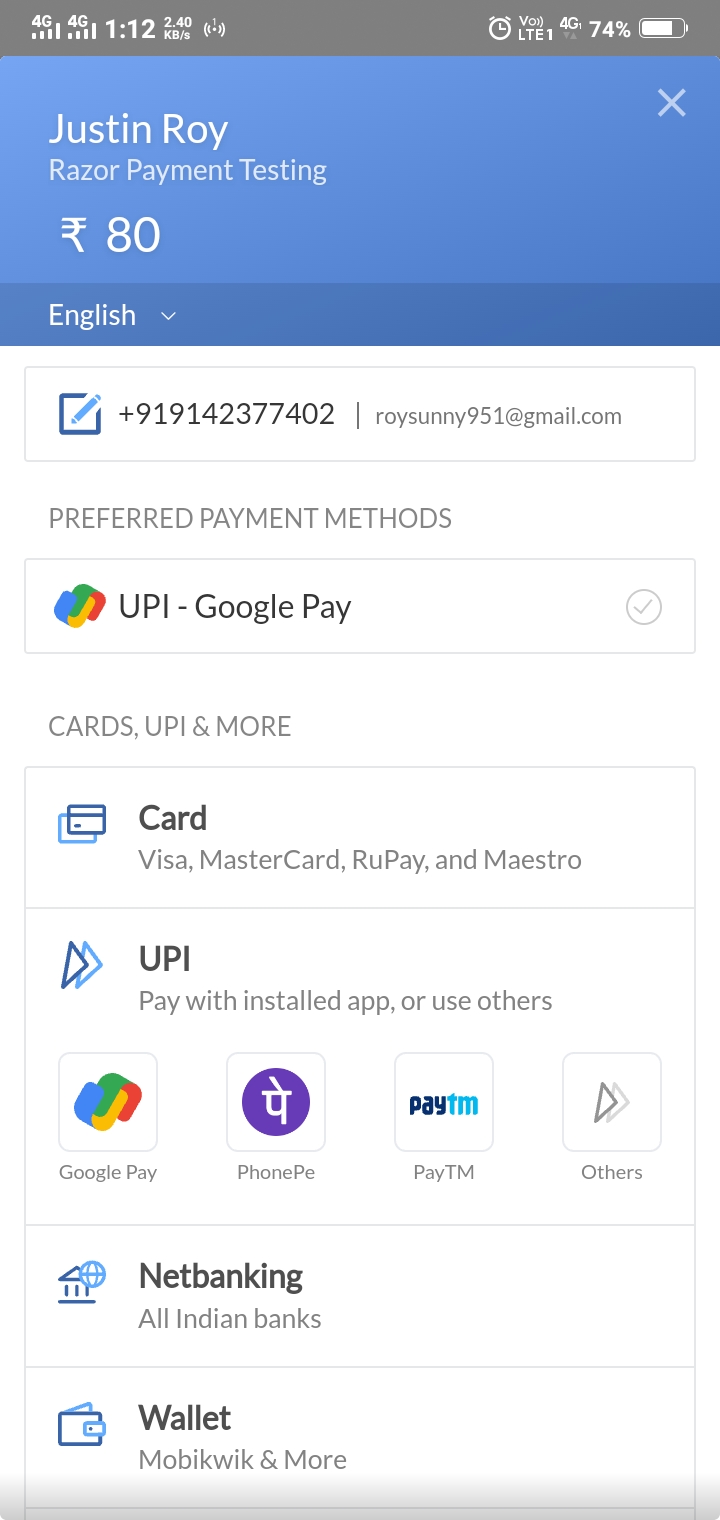 4G 4G 1:12 2.40 KB/s Vo)) LTE1 4G 74%
Justin Roy
Razor Payment Testing
₹ 80
English
+919142377402 | roysunny951@gmail.com
PREFERRED PAYMENT METHODS
UPI - Google Pay
CARDS, UPI & MORE
Card
Visa, MasterCard, RuPay, and Maestro
UPI
Pay with installed app, or use others
पे paytm
Google Pay PhonePe PayTM Others
Netbanking
All Indian banks
Wallet
Mobikwik & More